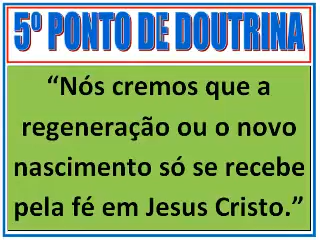 5º PONTO DE DOUTRINA
“Nós cremos que a
regeneração ou o novo
nascimento só se recebe
pela fé em Jesus Cristo.”